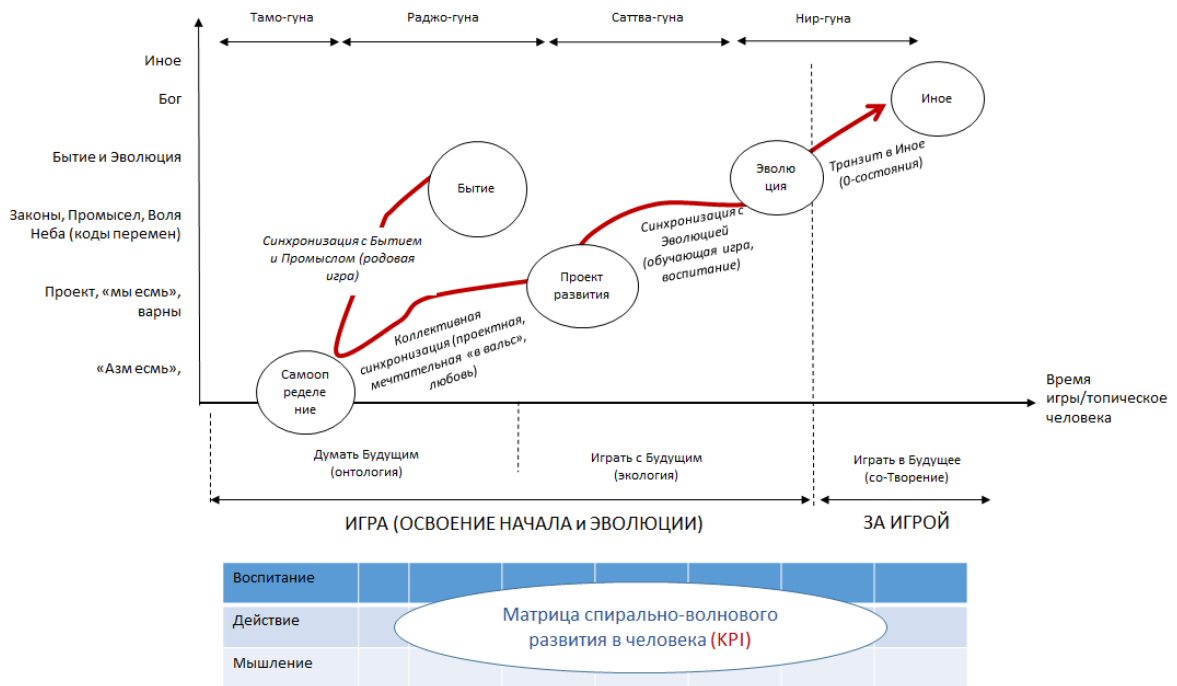 Тамо-гуна
Раджо-гуна
Саттва-гуна
Нир-гуна
Иное
Бог
Бытие и Эволюция
Законы, Промысел, Воля
Неба (коды перемен)
Проект, «мы есмь»,
варны
«Азм есмь»,
Иное
Транзит в Иное
(0-состояния)
Эволю
ция
Бытие
Синхронизация с Бытием
и Промыслом (родовая
игра)
Синхронизация с
Эволюцией
(обучающая игра,
воспитание)
Проект
развития
Коллективная
синхронизация (проектная,
мечтательная «в вальс»,
любовь)
Самооп
ределе
ние
Время
игры/топическое
человека
Думать Будущим
(онтология)
Играть с Будущим
(экология)
Играть в Будущее
(со-Творение)
ИГРА (ОСВОЕНИЕ НАЧАЛА и ЭВОЛЮЦИИ)
ЗА ИГРОЙ
Воспитание
Действие
Мышление
Матрица спирально-волнового
развития в человека (KPI)